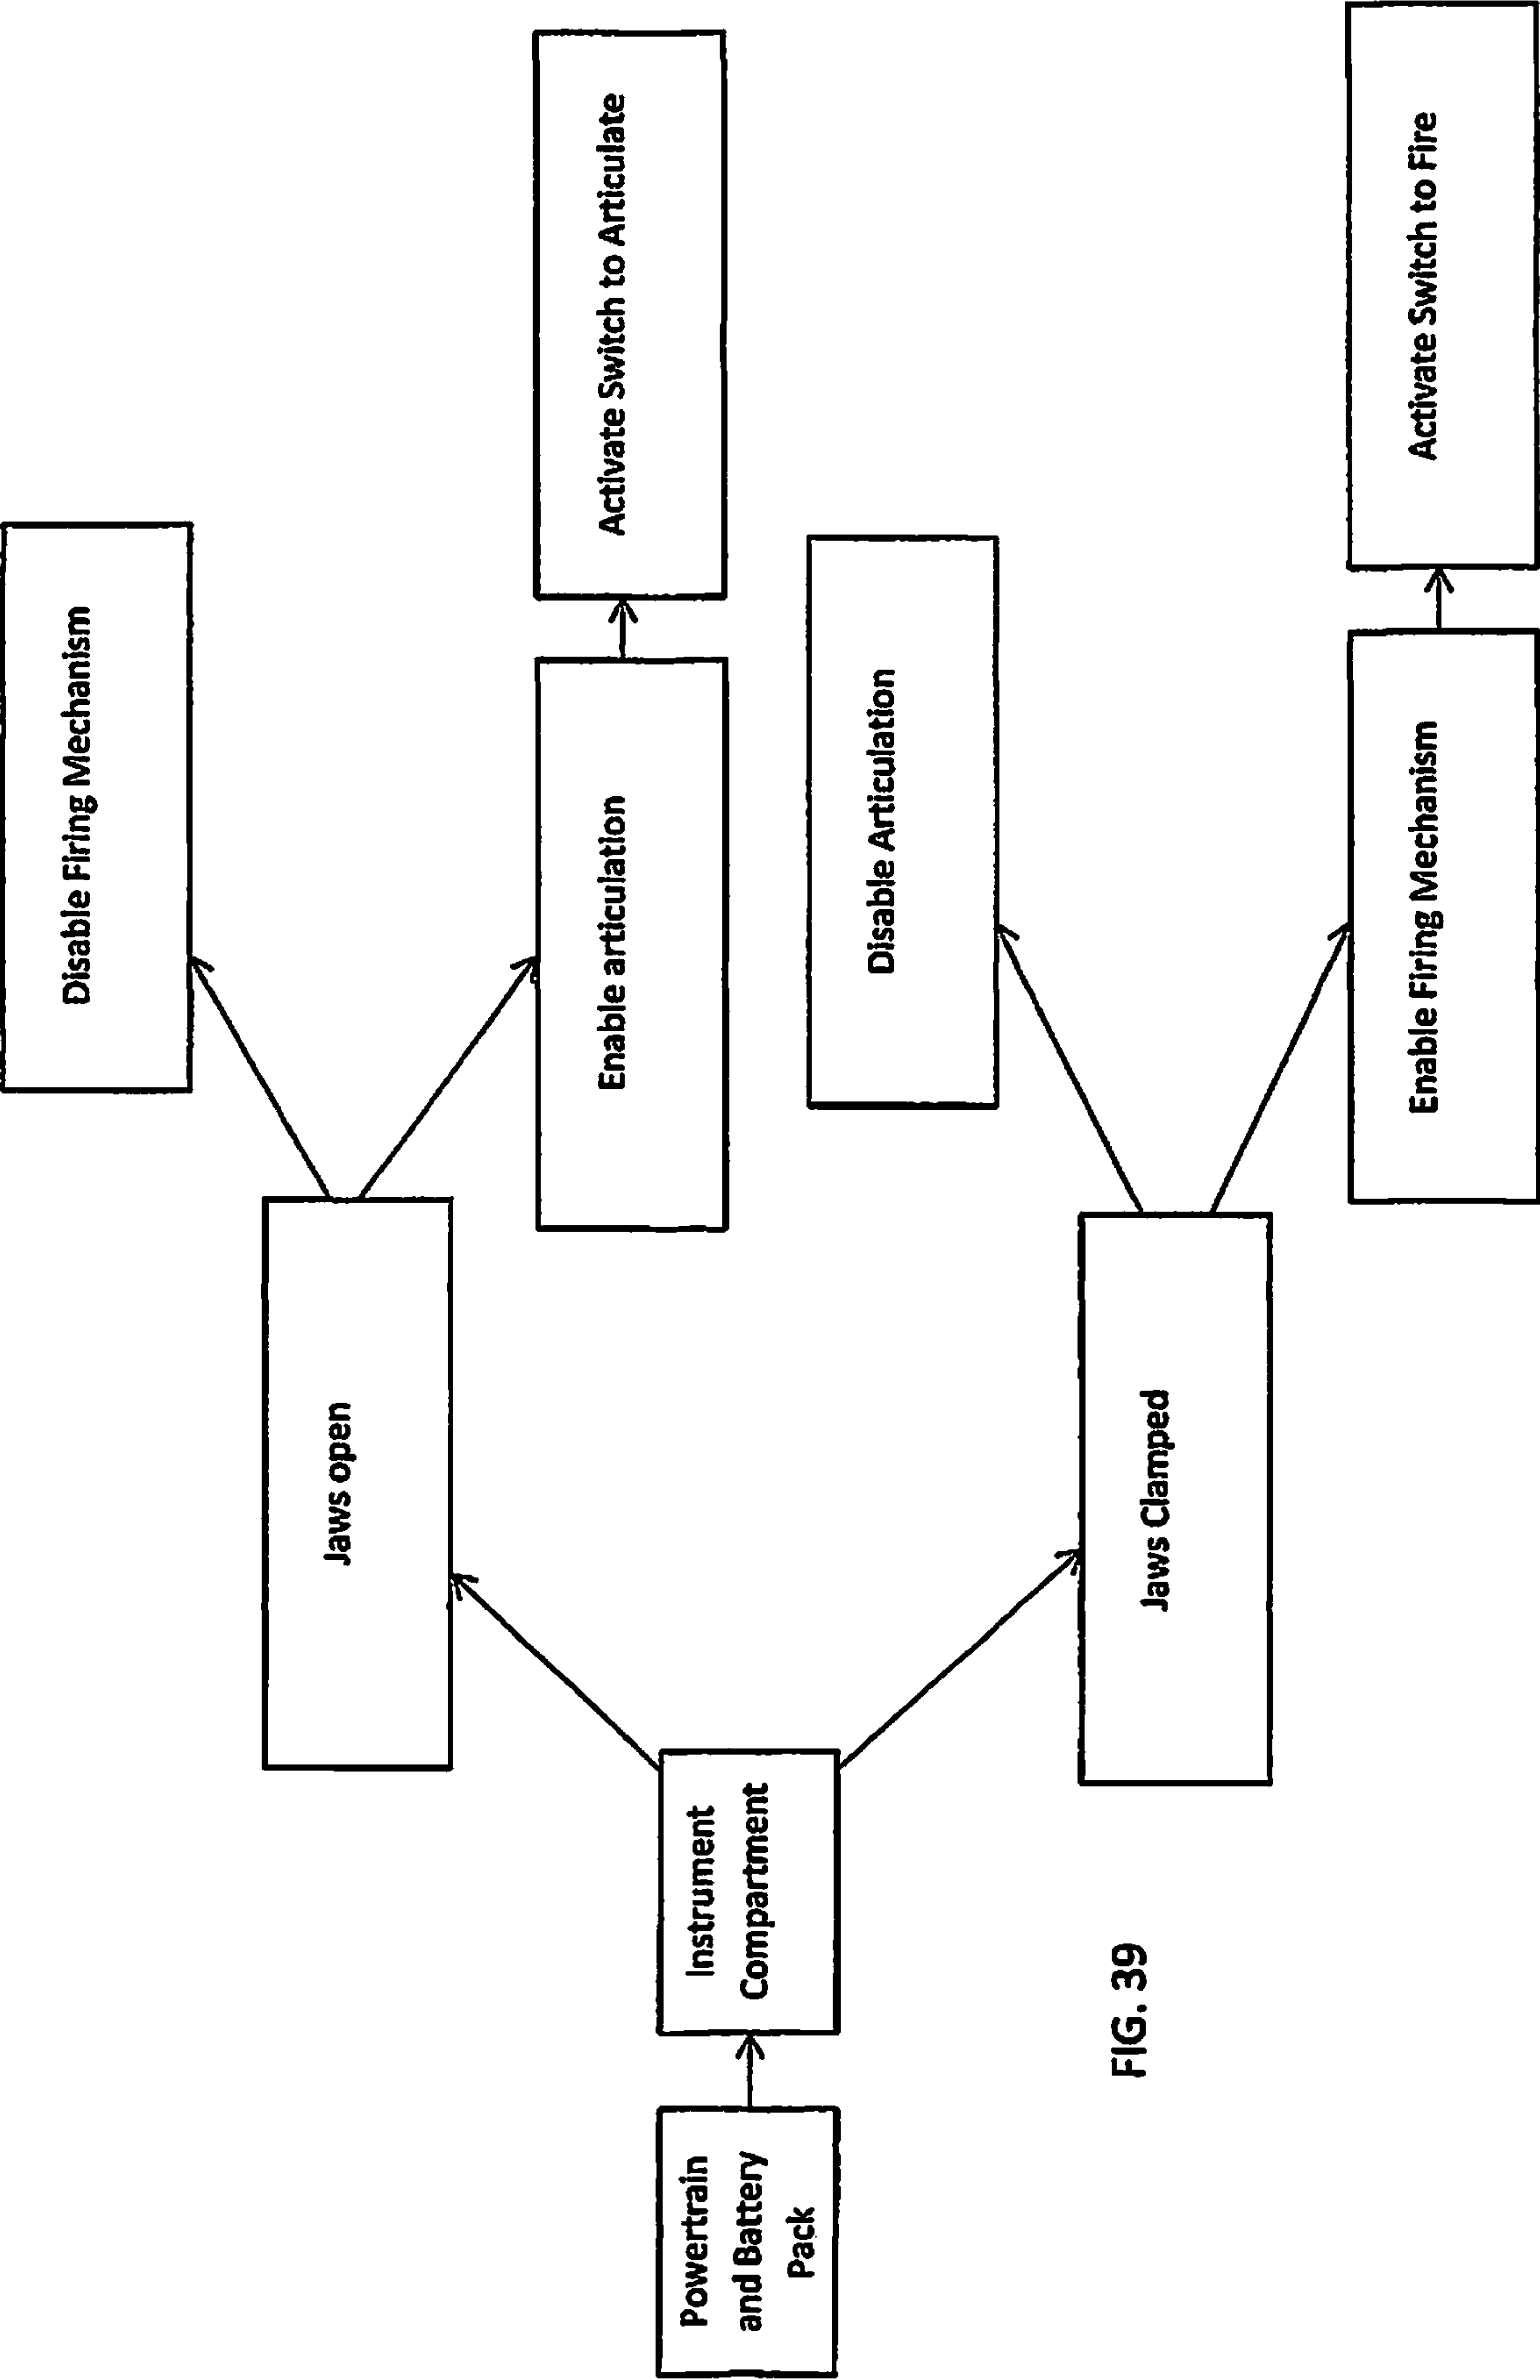 Powertrain
and Battery
Pack
Instrument
Compartment
Jaws open
Disable Firing Mechanism
Enable articulation
Activate Switch to Articulate
Jaws Clamped
Disable Articulation
Enable Firing Mechanism
Activate Switch to Fire
FIG. 39